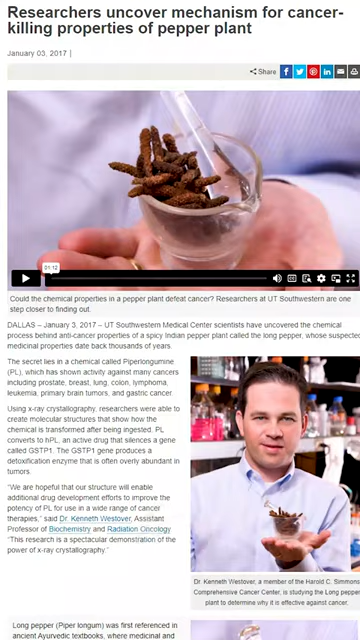 Researchers uncover mechanism for cancer-
killing properties of pepper plant
January 03, 2017 |
Share
01:12
Could the chemical properties in a pepper plant defeat cancer? Researchers at UT Southwestern are one
step closer to finding out.
DALLAS – January 3, 2017 – UT Southwestern Medical Center scientists have uncovered the chemical
process behind anti-cancer properties of a spicy Indian pepper plant called the long pepper, whose suspected
medicinal properties date back thousands of years.
The secret lies in a chemical called Piperlongumine
(PL), which has shown activity against many cancers
including prostate, breast, lung, colon, lymphoma,
leukemia, primary brain tumors, and gastric cancer.
Using x-ray crystallography, researchers were able to
create molecular structures that show how the
chemical is transformed after being ingested. PL
converts to hPL, an active drug that silences a gene
called GSTP1. The GSTP1 gene produces a
detoxification enzyme that is often overly abundant in
tumors.
"We are hopeful that our structure will enable
additional drug development efforts to improve the
potency of PL for use in a wide range of cancer
therapies," said Dr. Kenneth Westover, Assistant
Professor of Biochemistry and Radiation Oncology.
"This research is a spectacular demonstration of the
power of x-ray crystallography."
Dr. Kenneth Westover, a member of the Harold C. Simmons
Comprehensive Cancer Center, is studying the Long pepper
plant to determine why it is effective against cancer.
Long pepper (Piper longum) was first referenced in
ancient Ayurvedic textbooks, where medicinal and